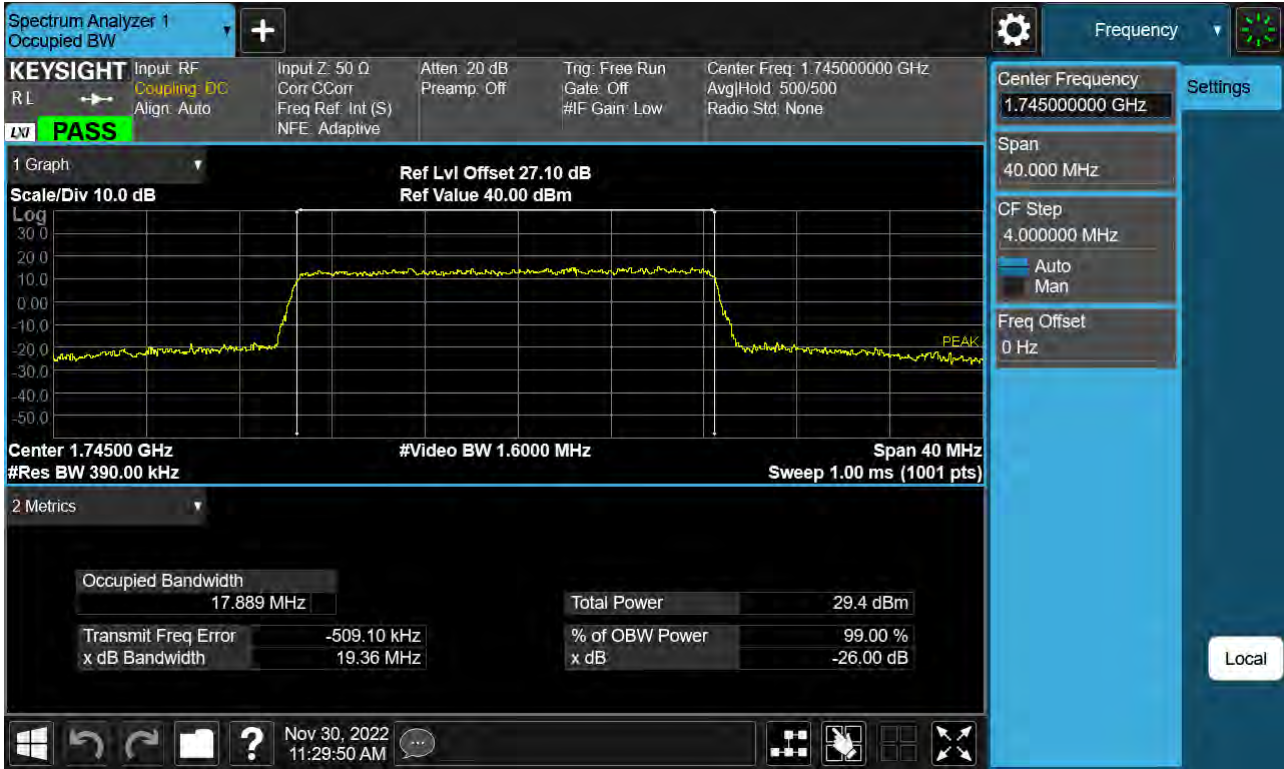 Spectrum Analyzer 1
Occupied BW
Frequency
KEYSIGHT
RL
LXI
PASS
Input: RF
Coupling: DC
Align: Auto
Input Z: 50 Ω
Corr CCorr
Freq Ref: Int (S)
NFE: Adaptive
Atten: 20 dB
Preamp: Off
Trig: Free Run
Gate: Off
#IF Gain: Low
Center Freq: 1.745000000 GHz
Avg|Hold: 500/500
Radio Std: None
Center Frequency
1.745000000 GHz
Settings
Span
40.000 MHz
CF Step
4.000000 MHz
Auto
Man
Freq Offset
0 Hz
Local
1 Graph
Scale/Div 10.0 dB
Ref Lvl Offset 27.10 dB
Ref Value 40.00 dBm
Log
30.0
20.0
10.0
0.00
-10.0
-20.0
-30.0
-40.0
-50.0
PEAK
Center 1.74500 GHz
#Video BW 1.6000 MHz
Span 40 MHz
#Res BW 390.00 kHz
Sweep 1.00 ms (1001 pts)
2 Metrics
Occupied Bandwidth
17.889 MHz
Total Power 29.4 dBm
Transmit Freq Error -509.10 kHz
% of OBW Power 99.00 %
x dB Bandwidth 19.36 MHz
x dB -26.00 dB
?
Nov 30, 2022
11:29:50 AM